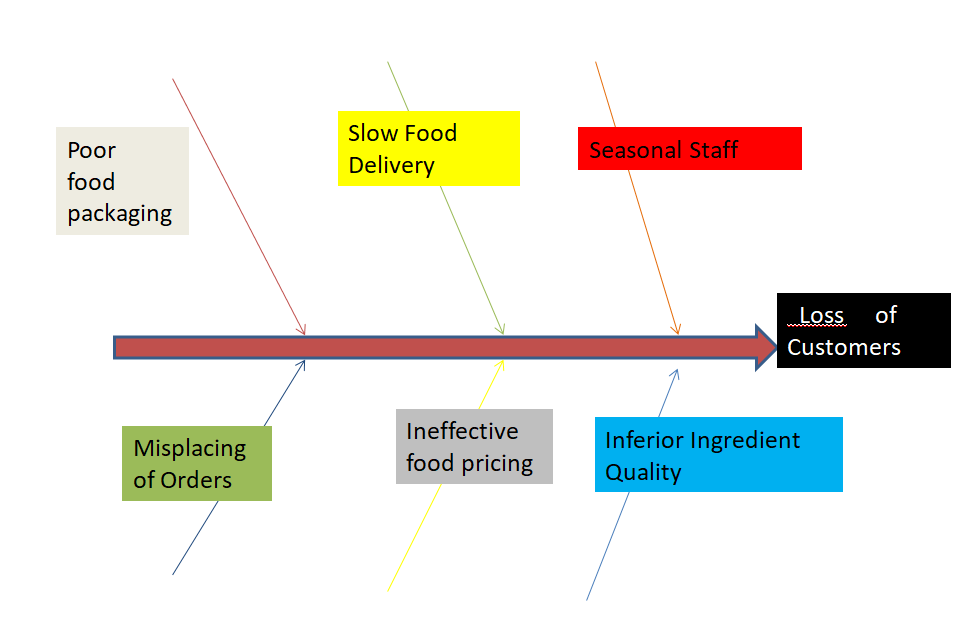 Poor
food
packaging
Slow Food
Delivery
Seasonal Staff
Loss of
Customers
Misplacing
of Orders
Ineffective
food pricing
Inferior Ingredient
Quality